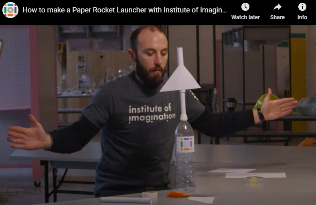 How to make a Paper Rocket Launcher with Institute of Imagin...
Watch later
Share
Info
institute of
imagination